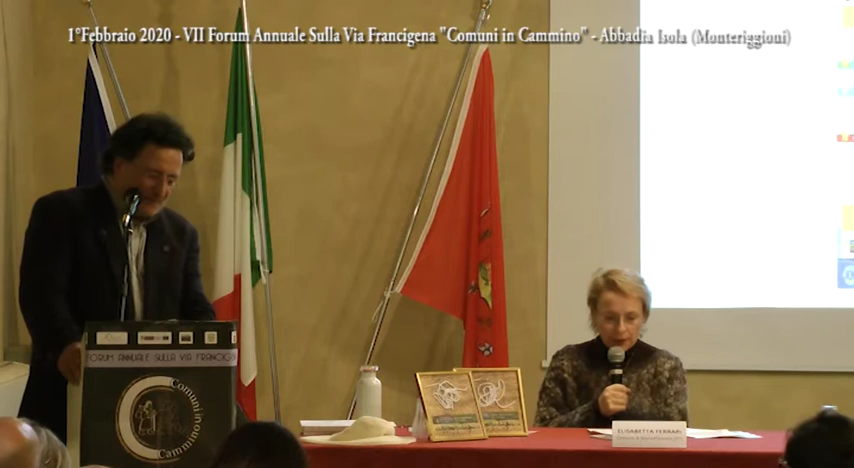 1°Febbraio 2020 - VII Forum Annuale Sulla Via Francigena "Comuni in Cammino" - Abbadia Isola (Monteriggioni)
FORUM ANNUALE SULLA VIA FRANCIGE
Comuni in
Cammino
ELISABETTA FERRARI